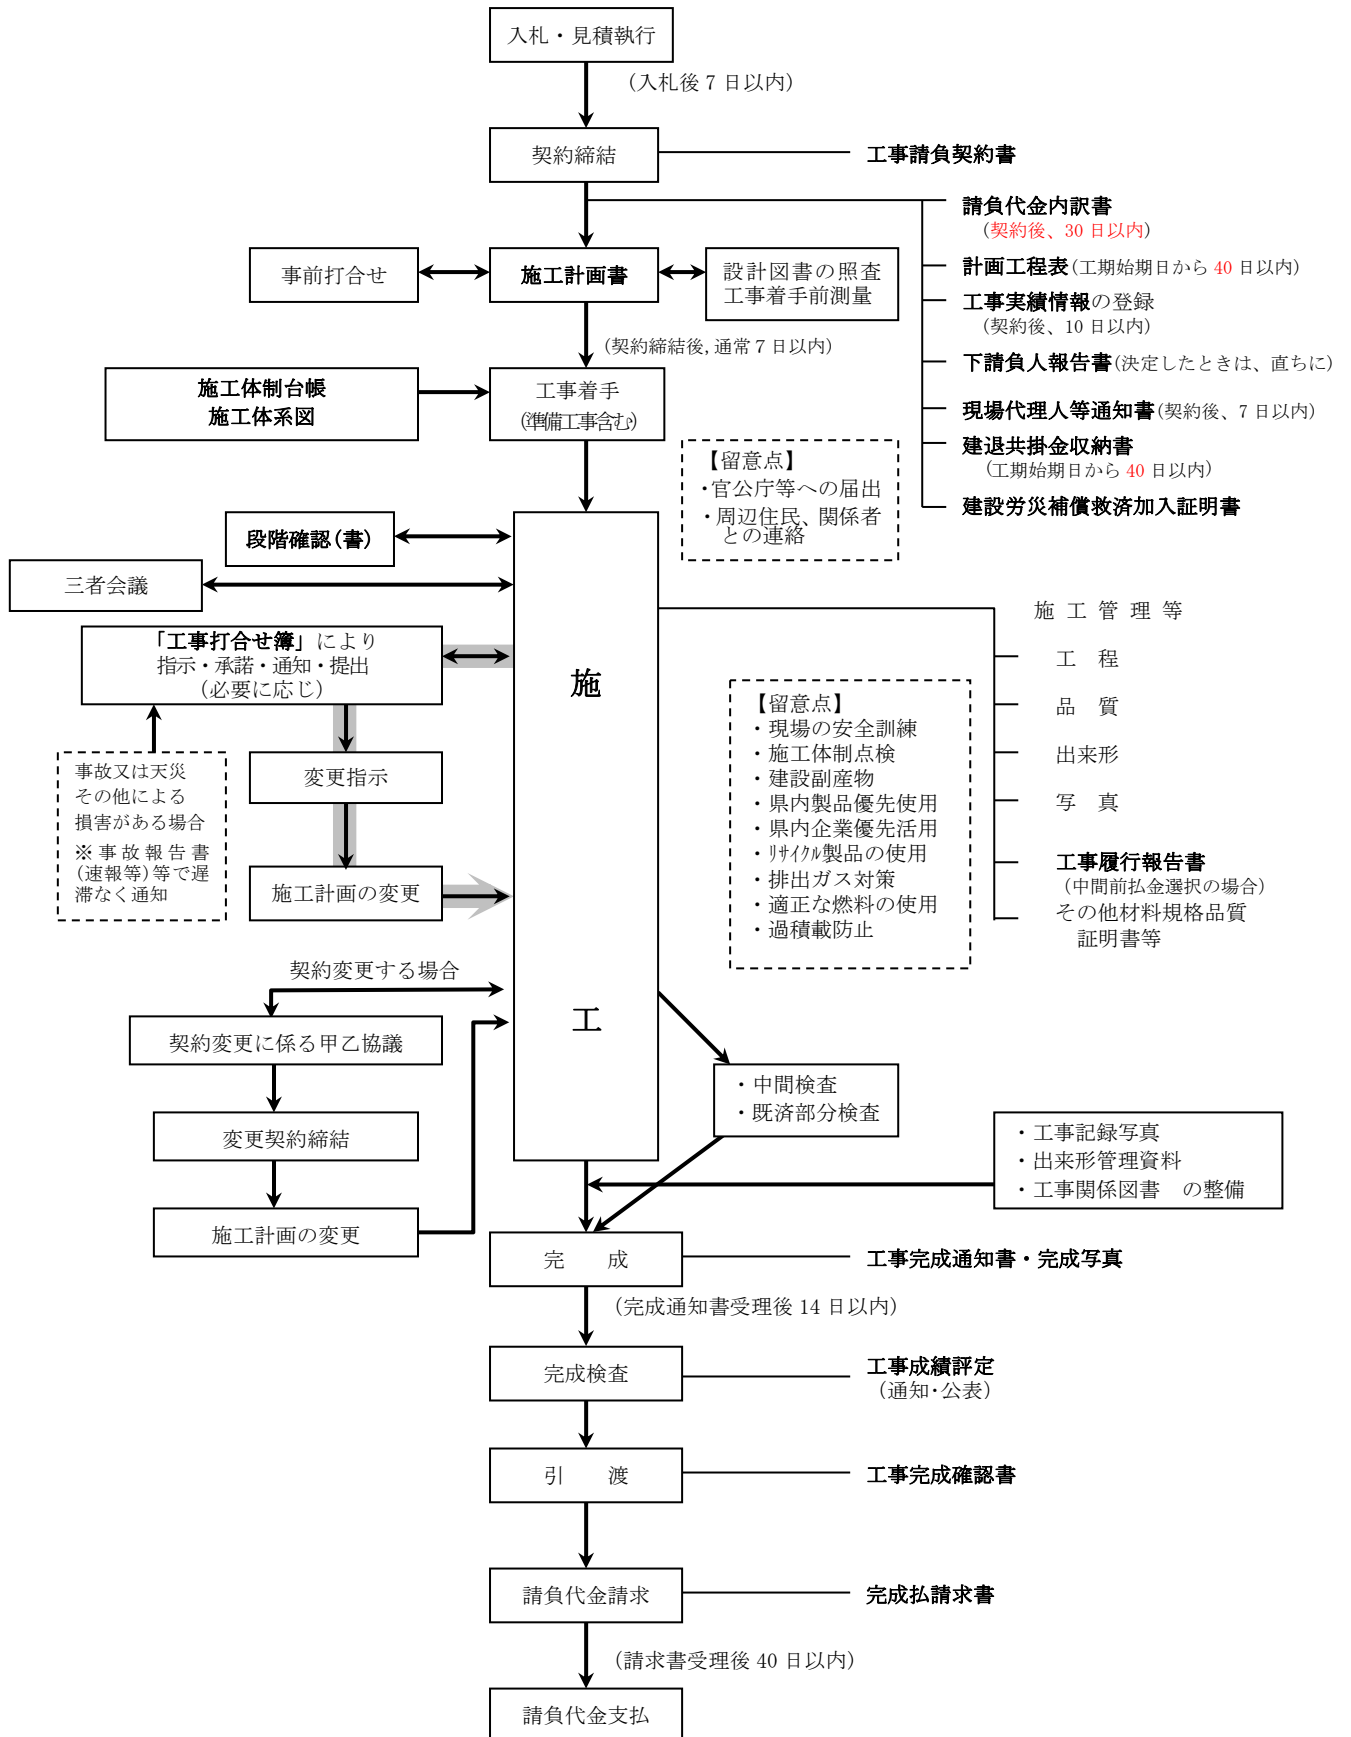 入札・見積執行
(入札後 7 日以内)
契約締結
工事請負契約書
請負代金内訳書
(契約後、30 日以内)
事前打合せ
施工計画書
設計図書の照査
工事着手前測量
計画工程表(工期始期日から 40 日以内)
工事実績情報の登録
(契約後、10 日以内)
(契約締結後,通常 7 日以内)
下請負人報告書(決定したときは、直ちに)
施工体制台帳
施工体系図
工事着手
(準備工事含む)
現場代理人等通知書(契約後、7 日以内)
建退共掛金収納書
(工期始期日から 40 日以内)
建設労災補償救済加入証明書
【留意点】
・官公庁等への届出
・周辺住民、関係者
との連絡
段階確認(書)
三者会議
「工事打合せ簿」により
指示・承諾・通知・提出
(必要に応じ)
施
工
施 工 管 理 等
工 程
品 質
出来形
写 真
工事履行報告書
(中間前払金選択の場合)
その他材料規格品質
証明書等
【留意点】
・現場の安全訓練
・施工体制点検
・建設副産物
・県内製品優先使用
・県内企業優先活用
・ﾘｻｲｸﾙ製品の使用
・排出ガス対策
・適正な燃料の使用
・過積載防止
事故又は天災
その他による
損害がある場合
※事故報告書
(速報等)等で遅
滞なく通知
変更指示
施工計画の変更
契約変更する場合
契約変更に係る甲乙協議
変更契約締結
施工計画の変更
・中間検査
・既済部分検査
・工事記録写真
・出来形管理資料
・工事関係図書 の整備
完 成
工事完成通知書・完成写真
(完成通知書受理後 14 日以内)
完成検査
工事成績評定
(通知・公表)
引 渡
工事完成確認書
請負代金請求
完成払請求書
(請求書受理後 40 日以内)
請負代金支払